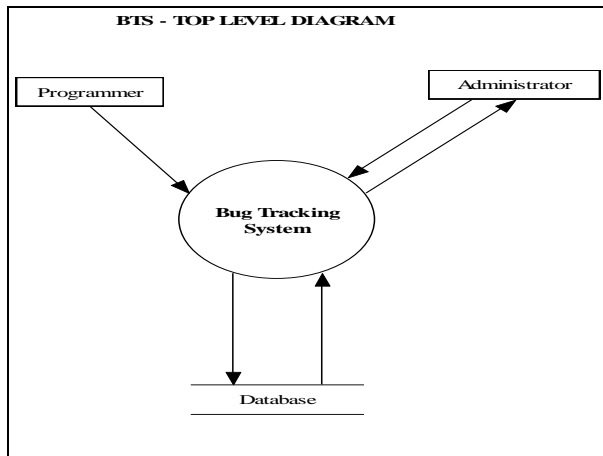 BTS - TOP LEVEL DIAGRAM
Programmer
Administrator
Bug Tracking
System
Database